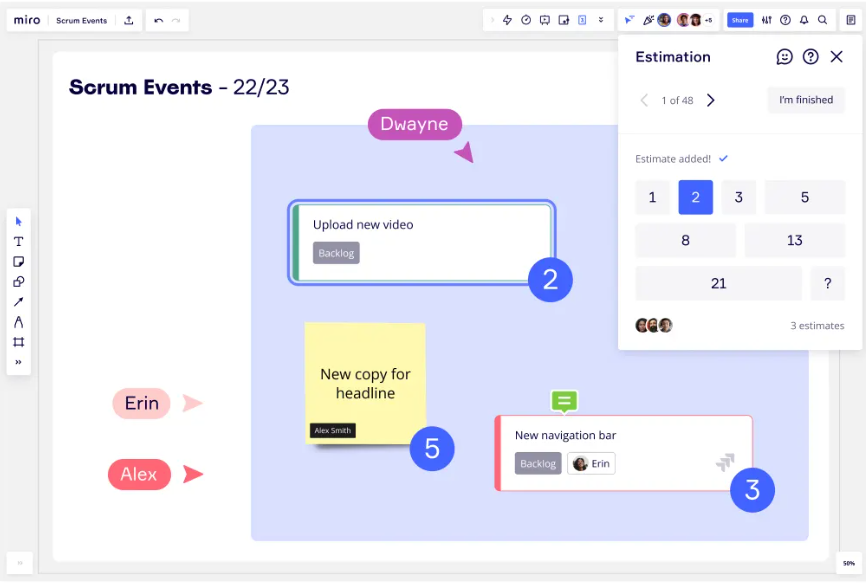 miro
Scrum Events
3
+5
Share
Scrum Events - 22/23
Dwayne
Upload new video
Backlog
2
New copy for
headline
Alex Smith
5
Erin
Alex
New navigation bar
Backlog
Erin
3
Estimation
1 of 48
I'm finished
Estimate added!
1 2 3 5
8 13
21 ?
3 estimates
50%